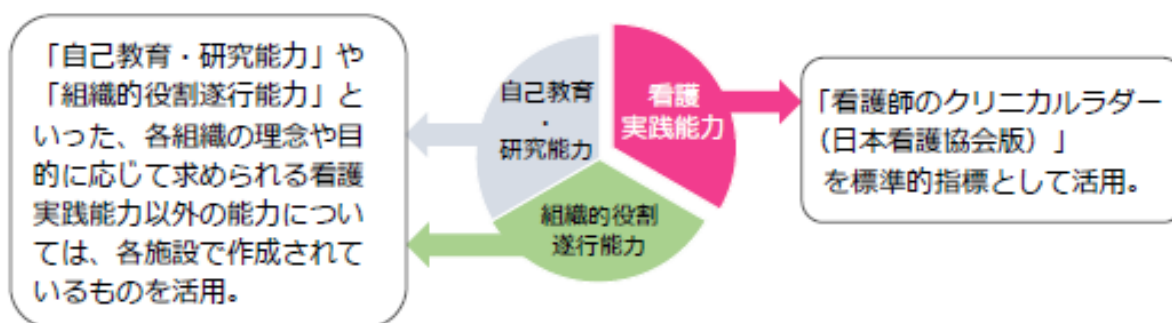 「自己教育・研究能力」や
「組織的役割遂行能力」と
いった、各組織の理念や目
的に応じて求められる看護
実践能力以外の能力につい
ては、各施設で作成されて
いるものを活用。
自己教育
・
研究能力
看護
実践能力
組織的役割
遂行能力
「看護師のクリニカルラダー
（日本看護協会版）」
を標準的指標として活用。